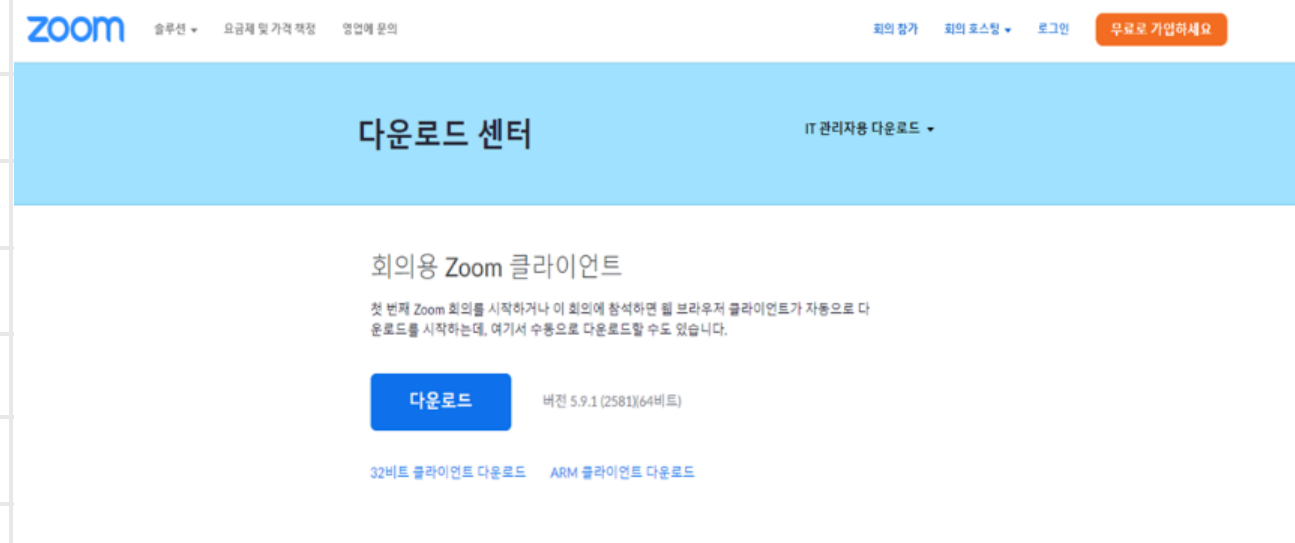 zoom 솔루션 요금제 및 가격 책정 영업에 문의 회의 참가 회의 호스팅 로그인 무료로 가입하세요
다운로드 센터 IT 관리자용 다운로드
회의용 Zoom 클라이언트
첫 번째 Zoom 회의를 시작하거나 이 회의에 참석하면 웹 브라우저 클라이언트가 자동으로 다
운로드를 시작하는데, 여기서 수동으로 다운로드할 수도 있습니다.
다운로드 버전 5.9.1 (2581)(64비트)
32비트 클라이언트 다운로드 ARM 클라이언트 다운로드